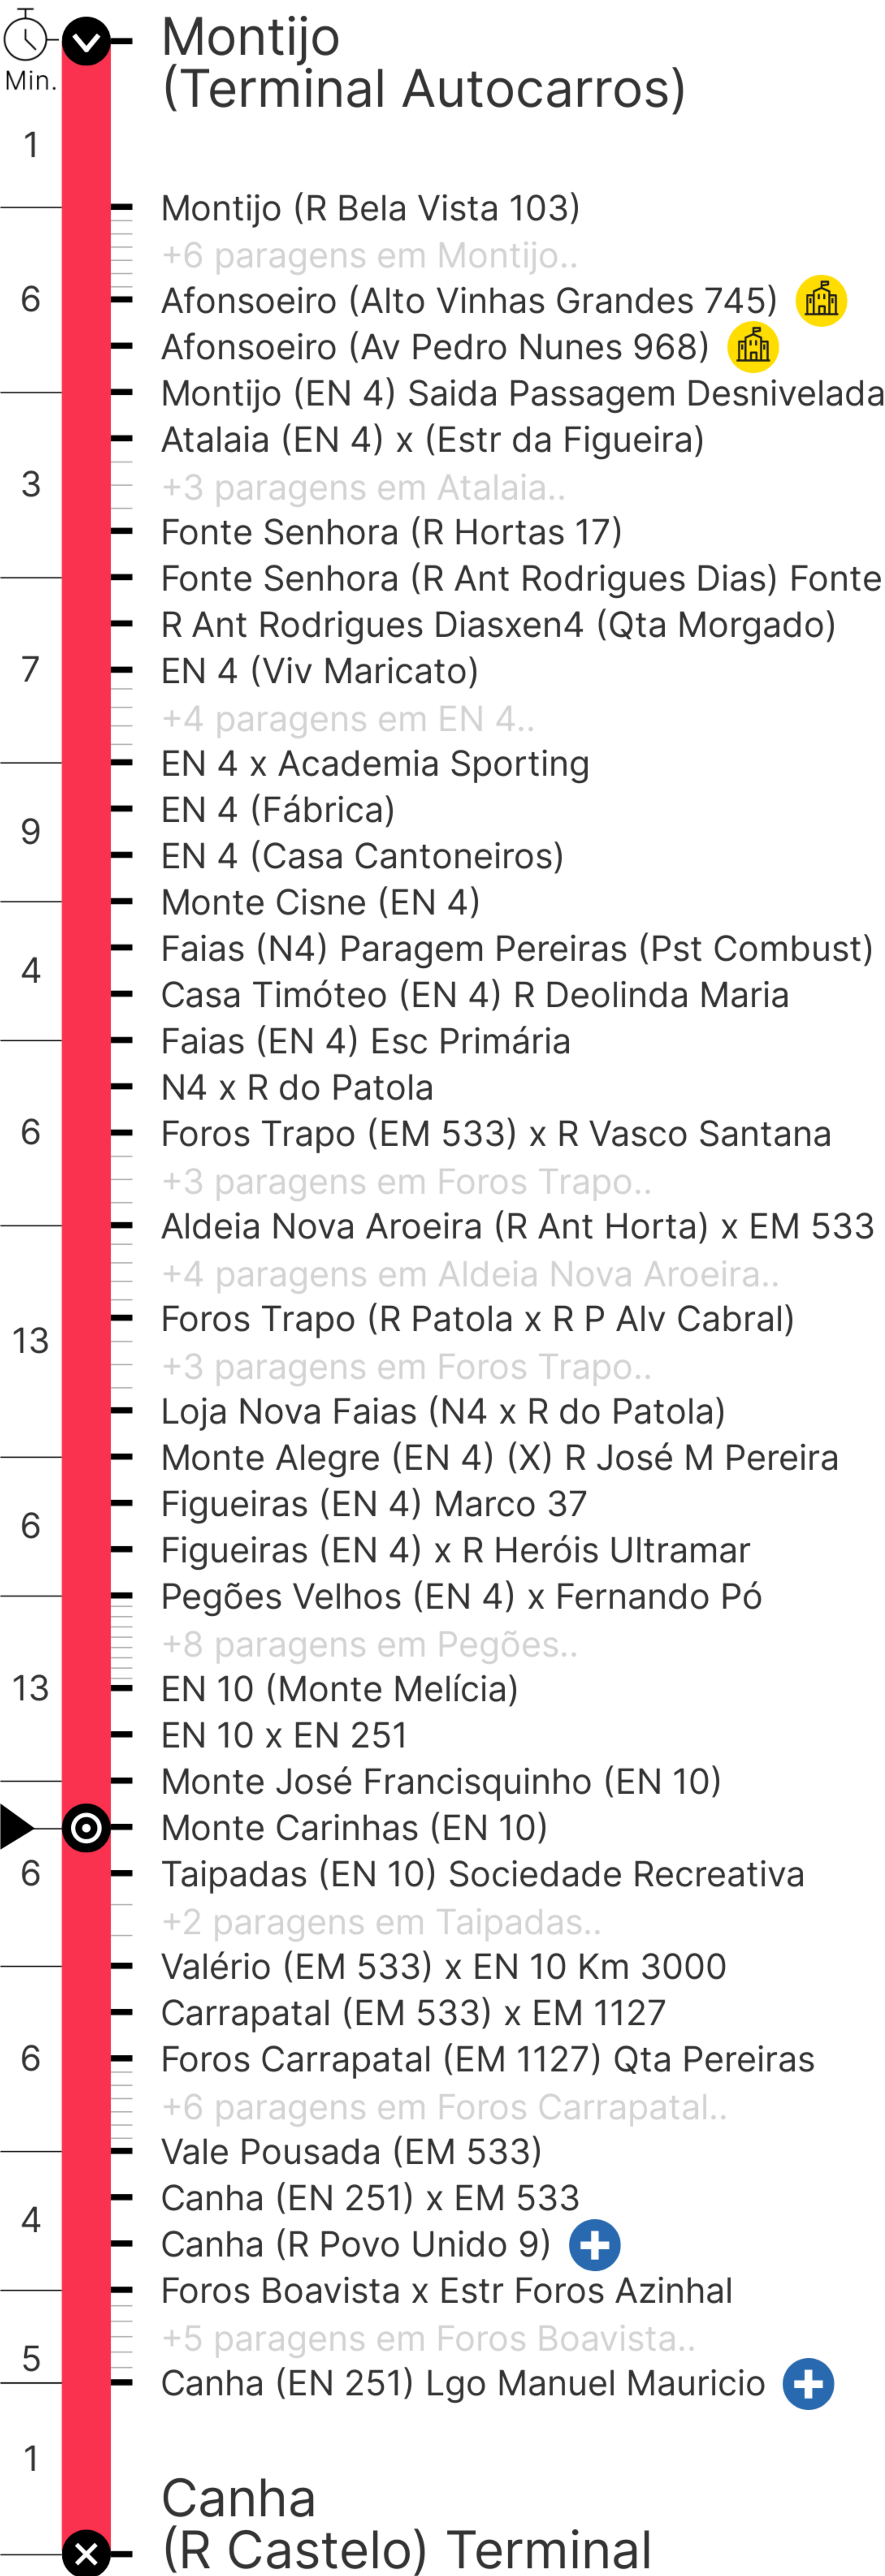 Montijo
(Terminal Autocarros)
Min.
1
Montijo (R Bela Vista 103)
+6 paragens em Montijo..
6
Afonsoeiro (Alto Vinhas Grandes 745)
Afonsoeiro (Av Pedro Nunes 968)
Montijo (EN 4) Saida Passagem Desnivelada
Atalaia (EN 4) x (Estr da Figueira)
3
+3 paragens em Atalaia..
Fonte Senhora (R Hortas 17)
Fonte Senhora (R Ant Rodrigues Dias) Fonte
R Ant Rodrigues Diasxen4 (Qta Morgado)
7
EN 4 (Viv Maricato)
+4 paragens em EN 4..
EN 4 x Academia Sporting
EN 4 (Fábrica)
9
EN 4 (Casa Cantoneiros)
Monte Cisne (EN 4)
Faias (N4) Paragem Pereiras (Pst Combust)
4
Casa Timóteo (EN 4) R Deolinda Maria
Faias (EN 4) Esc Primária
N4 x R do Patola
6
Foros Trapo (EM 533) x R Vasco Santana
+3 paragens em Foros Trapo..
Aldeia Nova Aroeira (R Ant Horta) x EM 533
+4 paragens em Aldeia Nova Aroeira..
Foros Trapo (R Patola x R P Alv Cabral)
13
+3 paragens em Foros Trapo..
Loja Nova Faias (N4 x R do Patola)
Monte Alegre (EN 4) (X) R José M Pereira
Figueiras (EN 4) Marco 37
6
Figueiras (EN 4) x R Heróis Ultramar
Pegões Velhos (EN 4) x Fernando Pó
+8 paragens em Pegões..
13
EN 10 (Monte Melícia)
EN 10 x EN 251
Monte José Francisquinho (EN 10)
Monte Carinhas (EN 10)
6
Taipadas (EN 10) Sociedade Recreativa
+2 paragens em Taipadas..
Valério (EM 533) x EN 10 Km 3000
Carrapatal (EM 533) x EM 1127
6
Foros Carrapatal (EM 1127) Qta Pereiras
+6 paragens em Foros Carrapatal..
Vale Pousada (EM 533)
Canha (EN 251) x EM 533
4
Canha (R Povo Unido 9)
Foros Boavista x Estr Foros Azinhal
+5 paragens em Foros Boavista..
5
Canha (EN 251) Lgo Manuel Mauricio
1
Canha
(R Castelo) Terminal